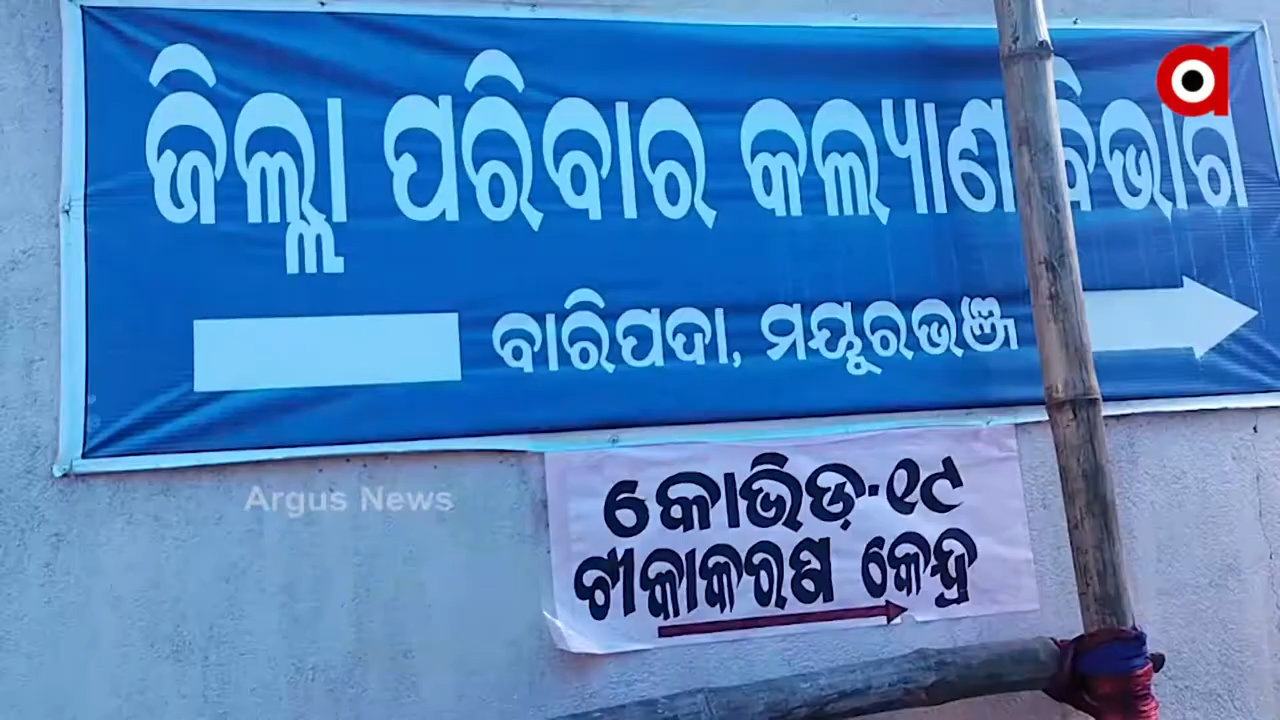 ଜିଲ୍ଲା ପରିବାର କଲ୍ୟାଣ ବିଭାଗ
ବାରିପଦା, ମୟୂରଭଞ୍ଜ
Argus News
କୋଭିଡ଼-୧୯
ଟୀକାକରଣ କେନ୍ଦ୍ର